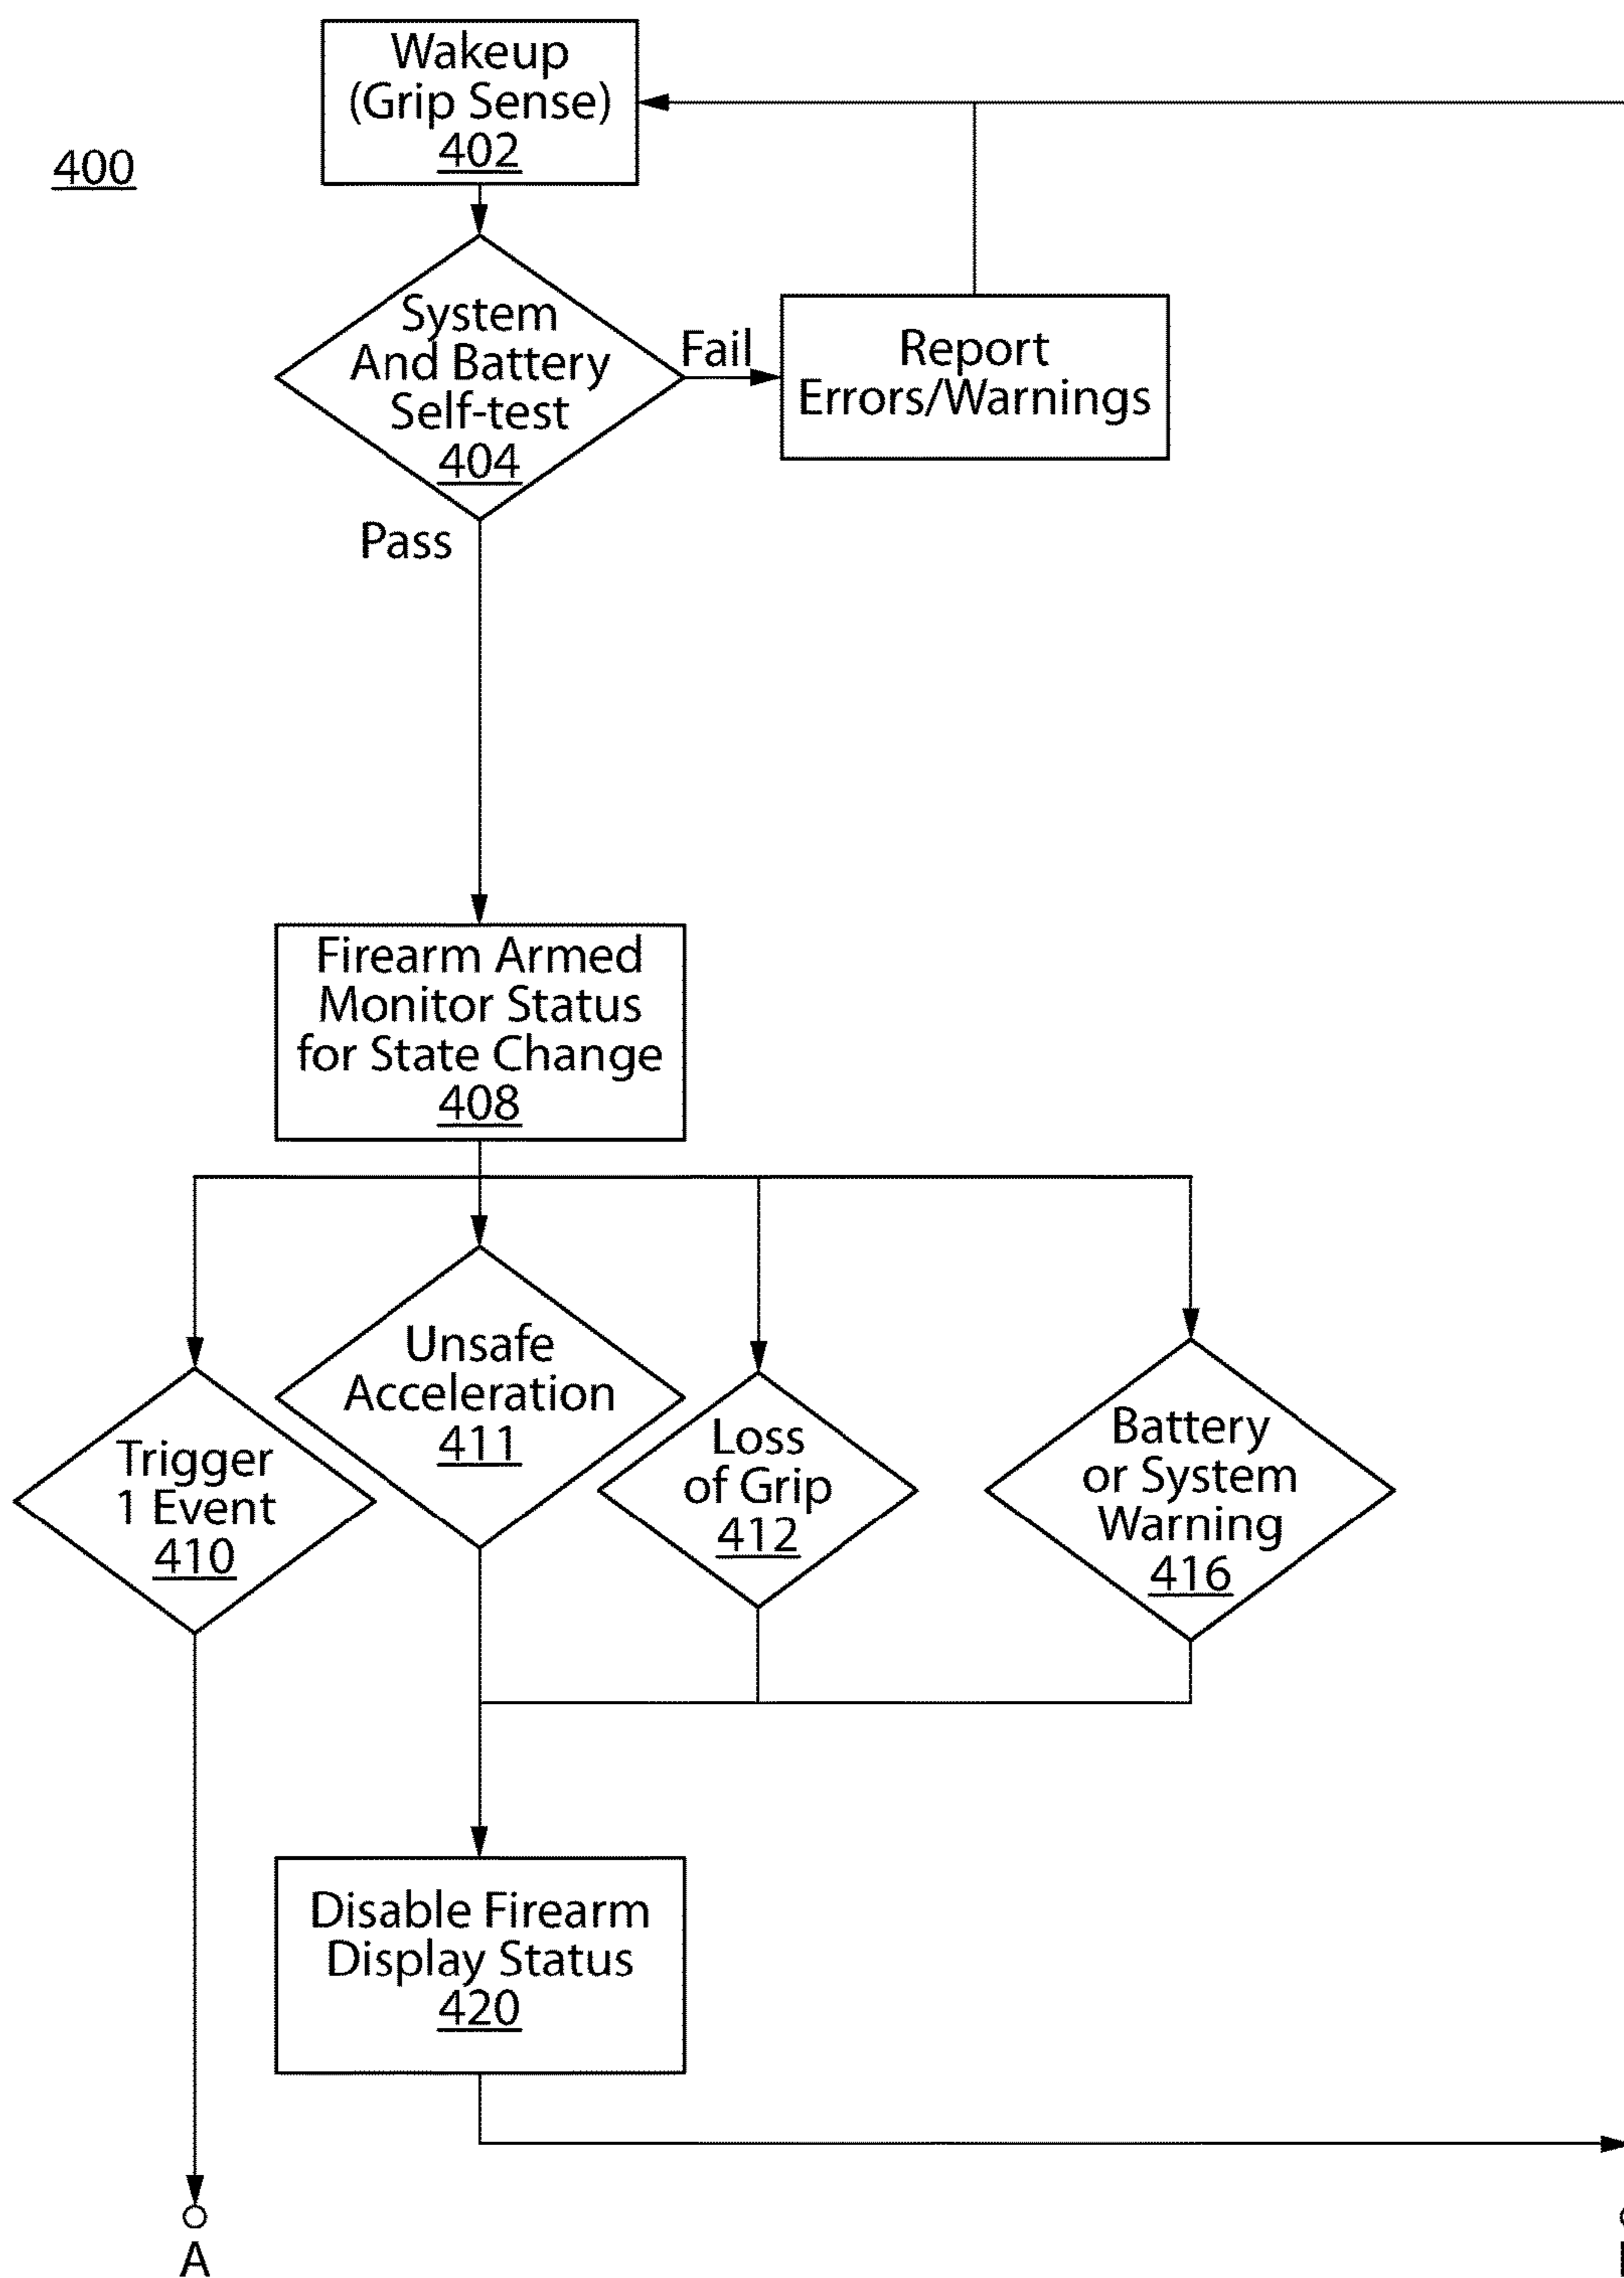 Wakeup
(Grip Sense)
402
400
System
And Battery
Self-test
404
Fail
Report
Errors/Warnings
Pass
Firearm Armed
Monitor Status
for State Change
408
Trigger
1 Event
410
Unsafe
Acceleration
411
Loss
of Grip
412
Battery
or System
Warning
416
Disable Firearm
Display Status
420
A